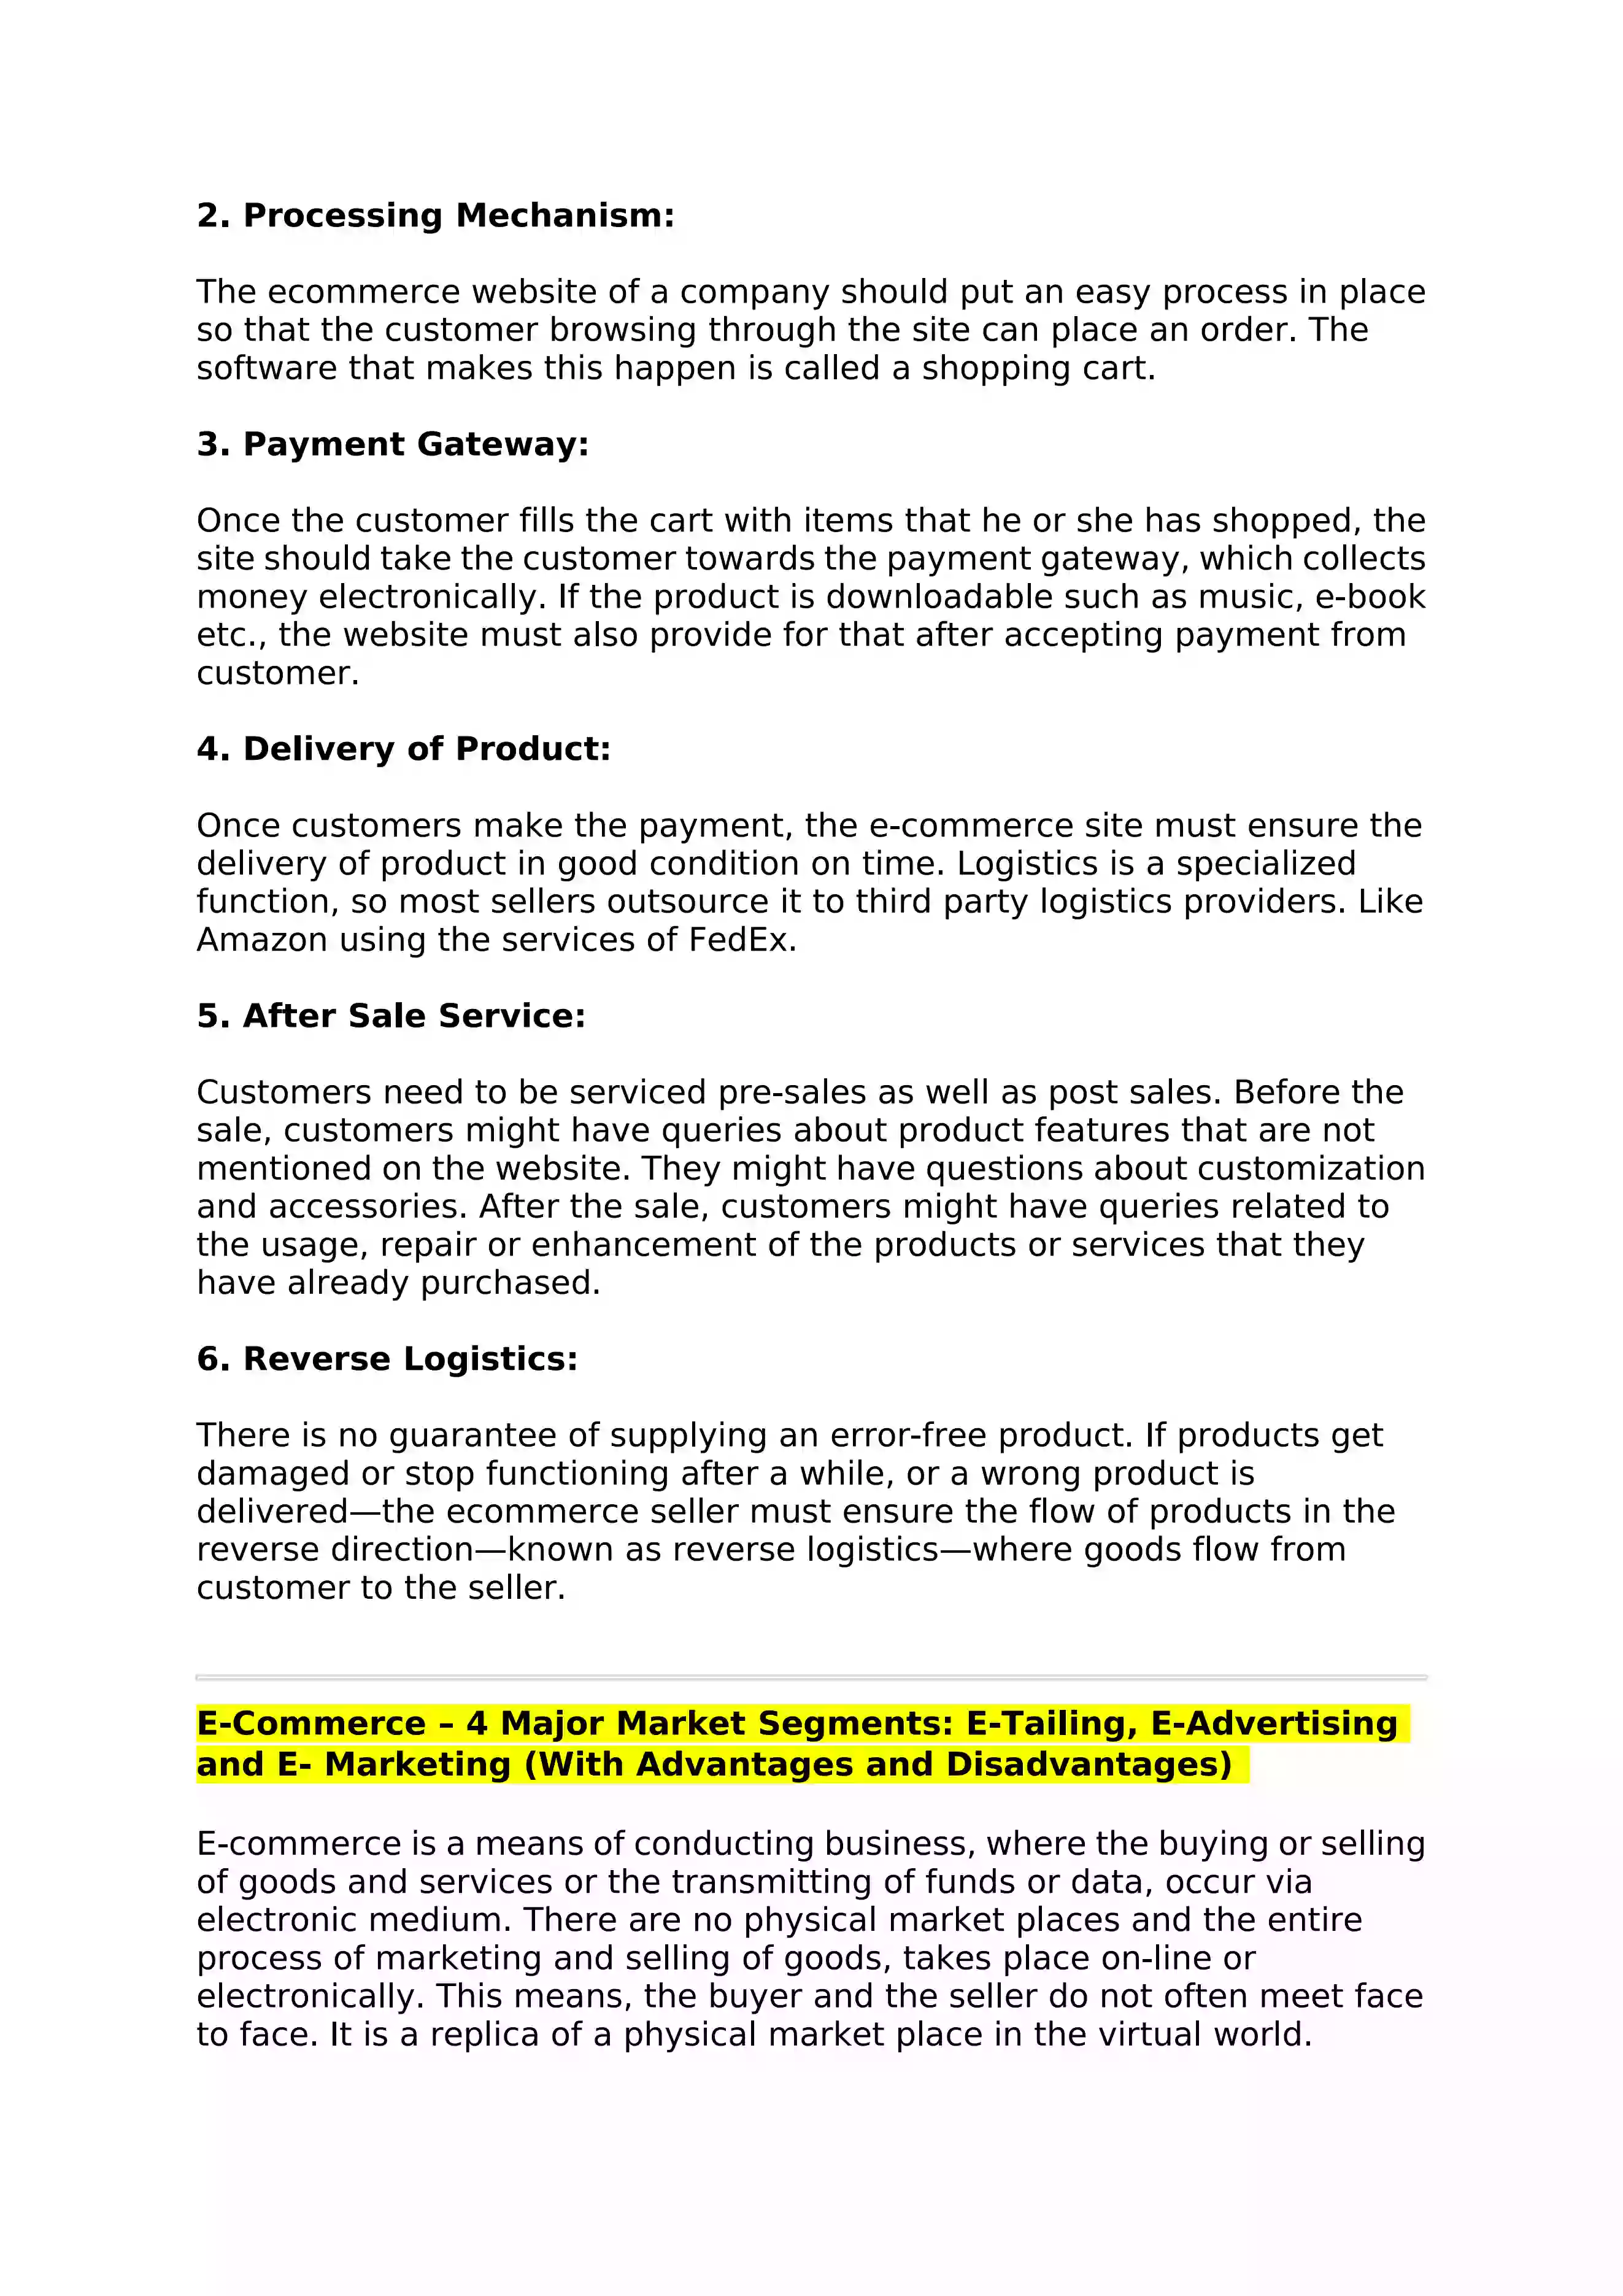 2. Processing Mechanism:
The ecommerce website of a company should put an easy process in place
so that the customer browsing through the site can place an order. The
software that makes this happen is called a shopping cart.
3. Payment Gateway:
Once the customer fills the cart with items that he or she has shopped, the
site should take the customer towards the payment gateway, which collects
money electronically. If the product is downloadable such as music, e-book
etc., the website must also provide for that after accepting payment from
customer.
4. Delivery of Product:
Once customers make the payment, the e-commerce site must ensure the
delivery of product in good condition on time. Logistics is a specialized
function, so most sellers outsource it to third party logistics providers. Like
Amazon using the services of FedEx.
5. After Sale Service:
Customers need to be serviced pre-sales as well as post sales. Before the
sale, customers might have queries about product features that are not
mentioned on the website. They might have questions about customization
and accessories. After the sale, customers might have queries related to
the usage, repair or enhancement of the products or services that they
have already purchased.
6. Reverse Logistics:
There is no guarantee of supplying an error-free product. If products get
damaged or stop functioning after a while, or a wrong product is
delivered—the ecommerce seller must ensure the flow of products in the
reverse direction—known as reverse logistics—where goods flow from
customer to the seller.
E-Commerce – 4 Major Market Segments: E-Tailing, E-Advertising
and E- Marketing (With Advantages and Disadvantages)
E-commerce is a means of conducting business, where the buying or selling
of goods and services or the transmitting of funds or data, occur via
electronic medium. There are no physical market places and the entire
process of marketing and selling of goods, takes place on-line or
electronically. This means, the buyer and the seller do not often meet face
to face. It is a replica of a physical market place in the virtual world.